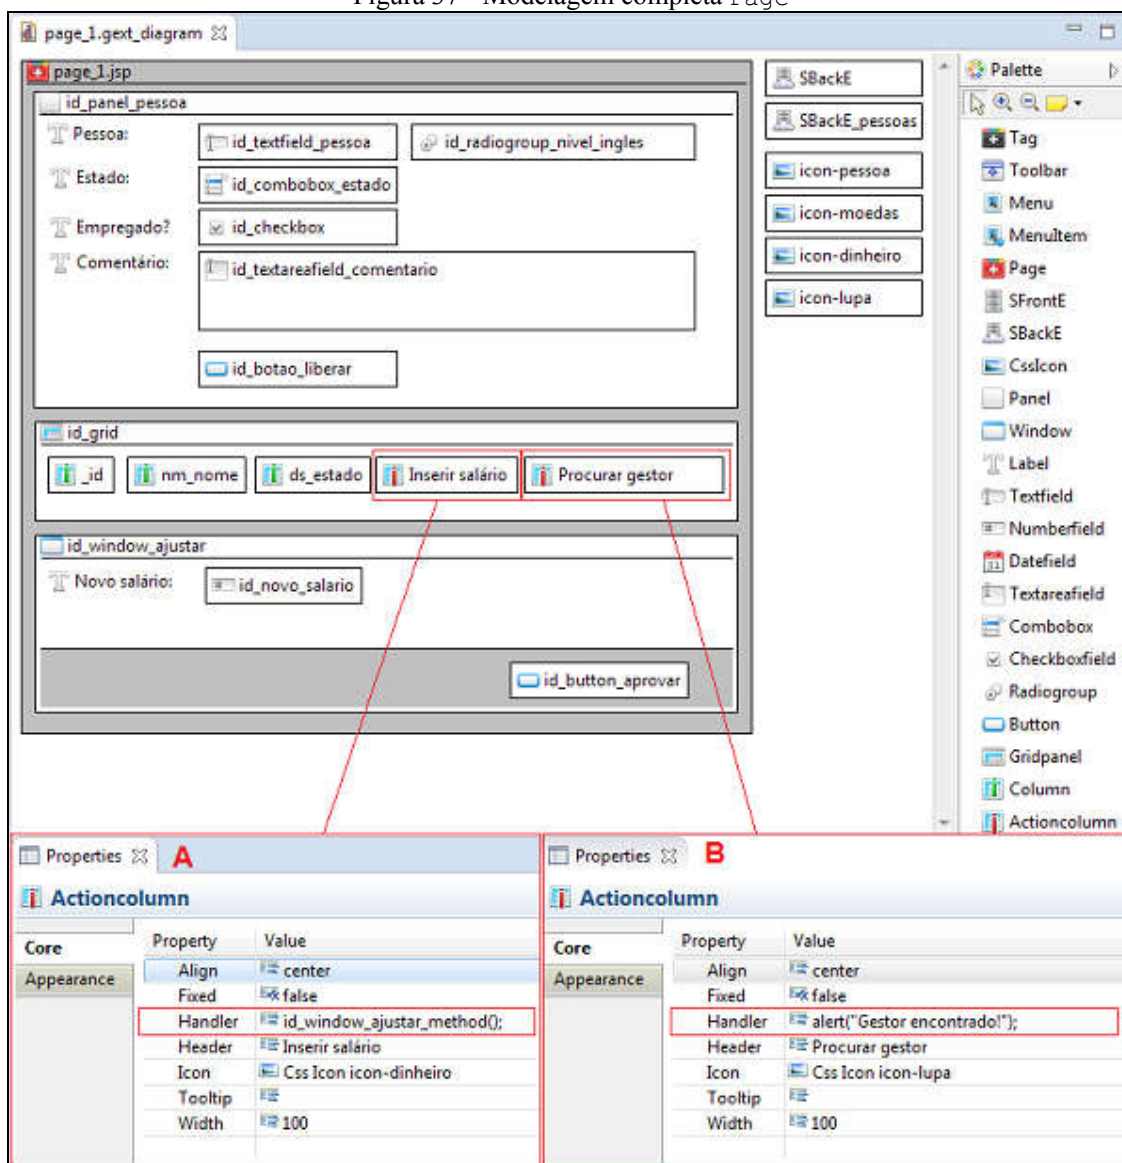 Figura 37 - Modelagem completa Page
page_1.gext_diagram
page_1.jsp
id_panel_pessoa
Pessoa:
id_textfield_pessoa
id_radiogroup_nivel_ingles
Estado:
id_combobox_estado
Empregado?
id_checkbox
Comentário:
id_textareafield_comentario
id_botao_liberar
id_grid
_id
nm_nome
ds_estado
Inserir salário
Procurar gestor
id_window_ajustar
Novo salário:
id_novo_salario
id_button_aprovar
SBackE
SBackE_pessoas
icon-pessoa
icon-moedas
icon-dinheiro
icon-lupa
Palette
Tag
Toolbar
Menu
MenuItem
Page
SFrontE
SBackE
CssIcon
Panel
Window
Label
Textfield
Numberfield
Datefield
Textareafield
Combobox
Checkboxfield
Radiogroup
Button
Gridpanel
Column
Actioncolumn
Properties A
Actioncolumn
Core
Appearance
Property Value
Align center
Fixed false
Handler id_window_ajustar_method();
Header Inserir salário
Icon Css Icon icon-dinheiro
Tooltip
Width 100
Properties B
Actioncolumn
Core
Appearance
Property Value
Align center
Fixed false
Handler alert("Gestor encontrado!");
Header Procurar gestor
Icon Css Icon icon-lupa
Tooltip
Width 100